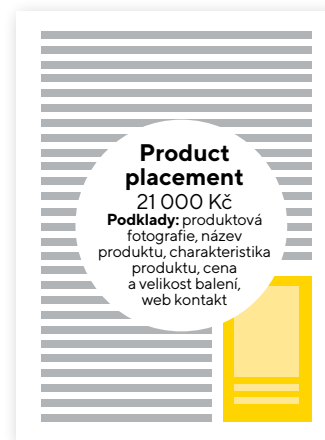 Product
placement
21 000 Kč
Podklady: produktová
fotografie, název
produktu, charakteristika
produktu, cena
a velikost balení,
web kontakt